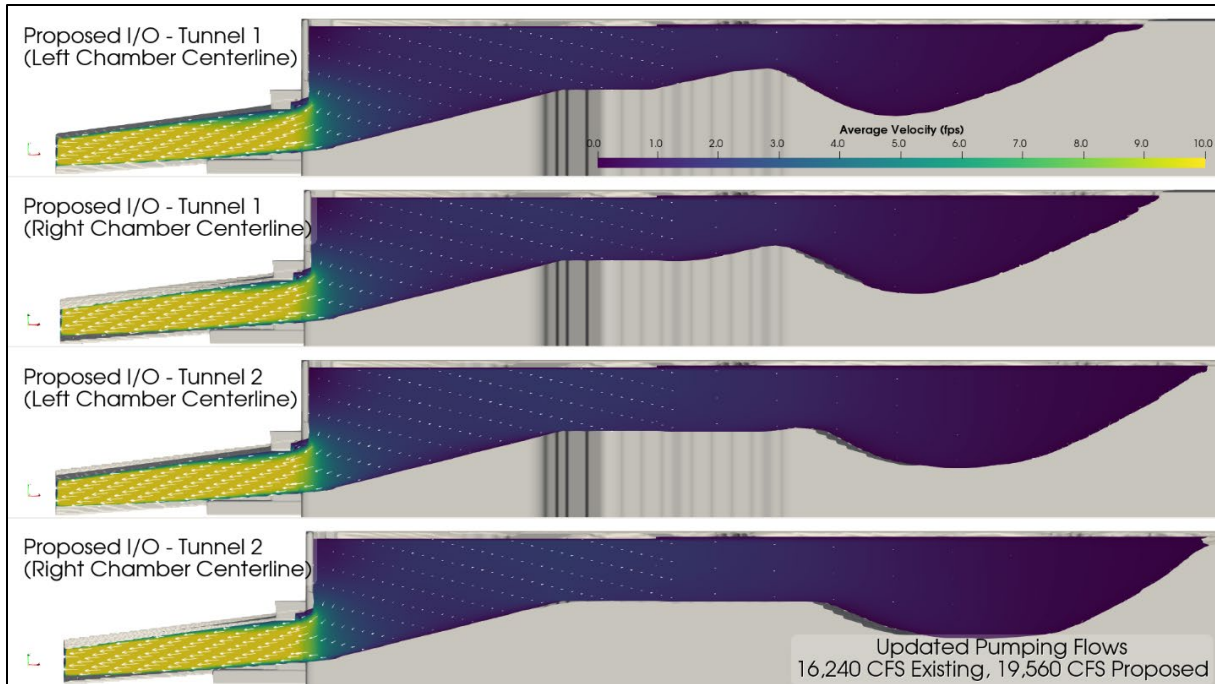 Proposed I/O - Tunnel 1
(Left Chamber Centerline)
Average Velocity (fps)
0.0 1.0 2.0 3.0 4.0 5.0 6.0 7.0 8.0 9.0 10.0
Proposed I/O - Tunnel 1
(Right Chamber Centerline)
Proposed I/O - Tunnel 2
(Left Chamber Centerline)
Proposed I/O - Tunnel 2
(Right Chamber Centerline)
Updated Pumping Flows
16,240 CFS Existing, 19,560 CFS Proposed